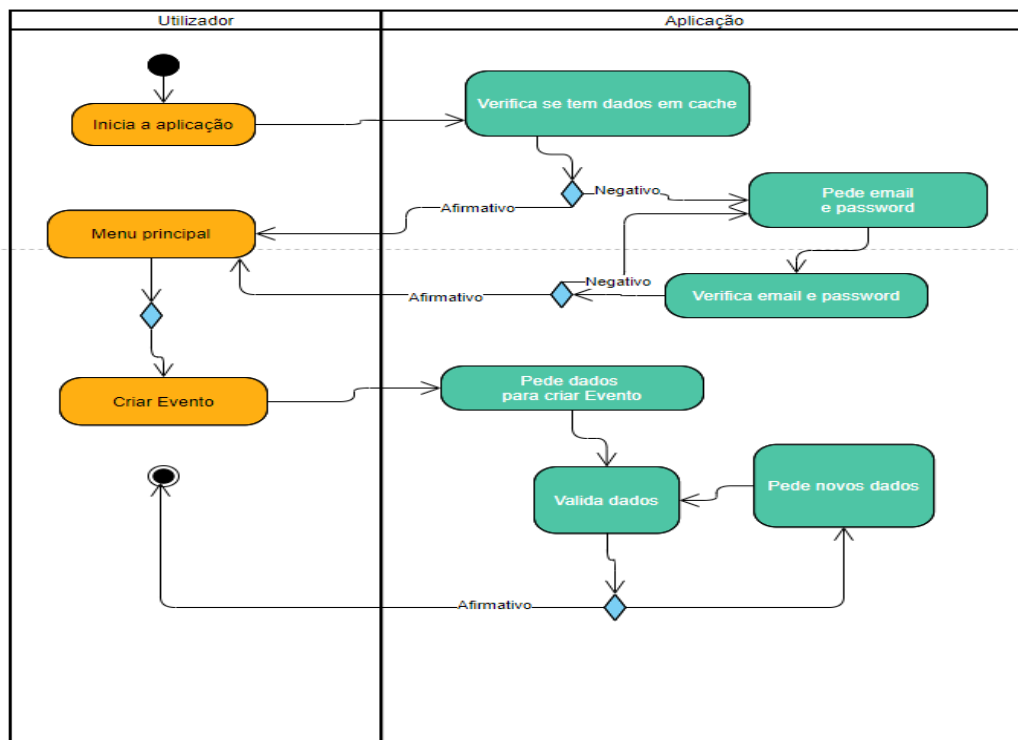 Utilizador
Aplicação
Inicia a aplicação
Verifica se tem dados em cache
Negativo
Afirmativo
Pede email
e password
Menu principal
Negativo
Afirmativo
Verifica email e password
Criar Evento
Pede dados
para criar Evento
Valida dados
Pede novos dados
Afirmativo